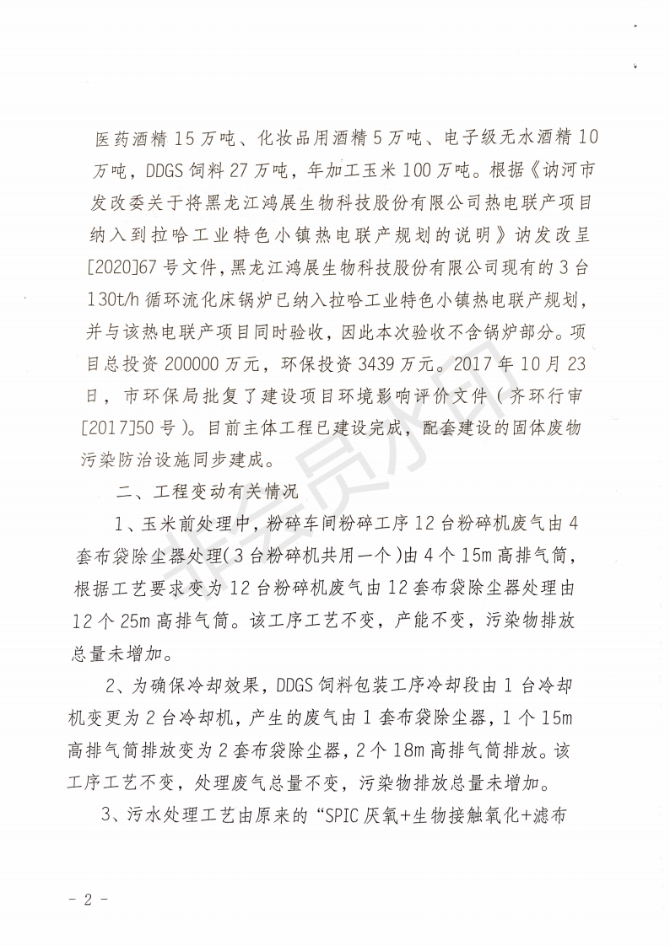 医药酒精 15 万吨、化妆品用酒精 5 万吨、电子级无水酒精 10
万吨，DDGS 饲料 27 万吨，年加工玉米 100 万吨。根据《讷河市
发改委关于将黑龙江鸿展生物科技股份有限公司热电联产项目
纳入到拉哈工业特色小镇热电联产规划的说明》讷发改呈
[2020]67 号文件，黑龙江鸿展生物科技股份有限公司现有的 3 台
130t/h 循环流化床锅炉已纳入拉哈工业特色小镇热电联产规划，
并与该热电联产项目同时验收，因此本次验收不含锅炉部分。项
目总投资 200000 万元，环保投资 3439 万元。2017 年 10 月 23
日，市环保局批复了建设项目环境影响评价文件（齐环行审
[2017]50 号）。目前主体工程已建设完成，配套建设的固体废物
污染防治设施同步建成。
二、工程变动有关情况
1、玉米前处理中，粉碎车间粉碎工序 12 台粉碎机废气由 4
套布袋除尘器处理(3 台粉碎机共用一个)由 4 个 15m 高排气筒，
根据工艺要求变为 12 台粉碎机废气由 12 套布袋除尘器处理由
12 个 25m 高排气筒。该工序工艺不变，产能不变，污染物排放
总量未增加。
2、为确保冷却效果，DDGS 饲料包装工序冷却段由 1 台冷却
机变更为 2 台冷却机，产生的废气由 1 套布袋除尘器，1 个 15m
高排气筒排放变为 2 套布袋除尘器，2 个 18m 高排气筒排放。该
工序工艺不变，处理废气总量不变，污染物排放总量未增加。
3、污水处理工艺由原来的“SPIC 厌氧+生物接触氧化+滤布
- 2 -
非会员水印